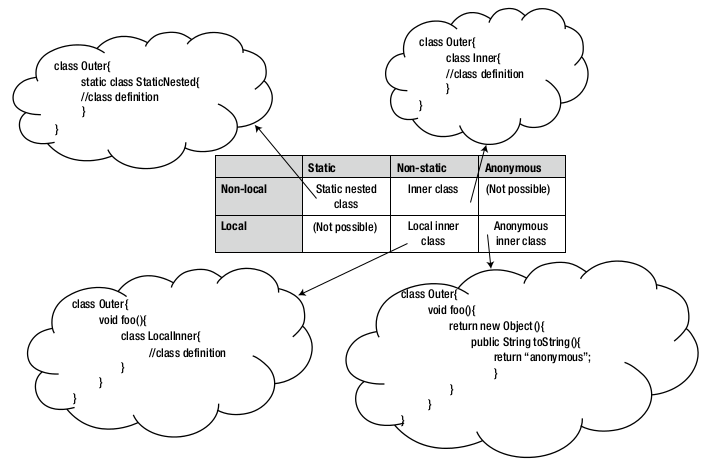 class Outer{
static class StaticNested{
//class definition
}
}
class Outer{
class Inner{
//class definition
}
}
Static Non-static Anonymous
Non-local Static nested class Inner class (Not possible)
Local (Not possible) Local inner class Anonymous inner class
class Outer{
void foo(){
class LocalInner{
//class definition
}
}
}
class Outer{
void foo(){
return new Object(){
public String toString(){
return “anonymous”;
}
}
}
}